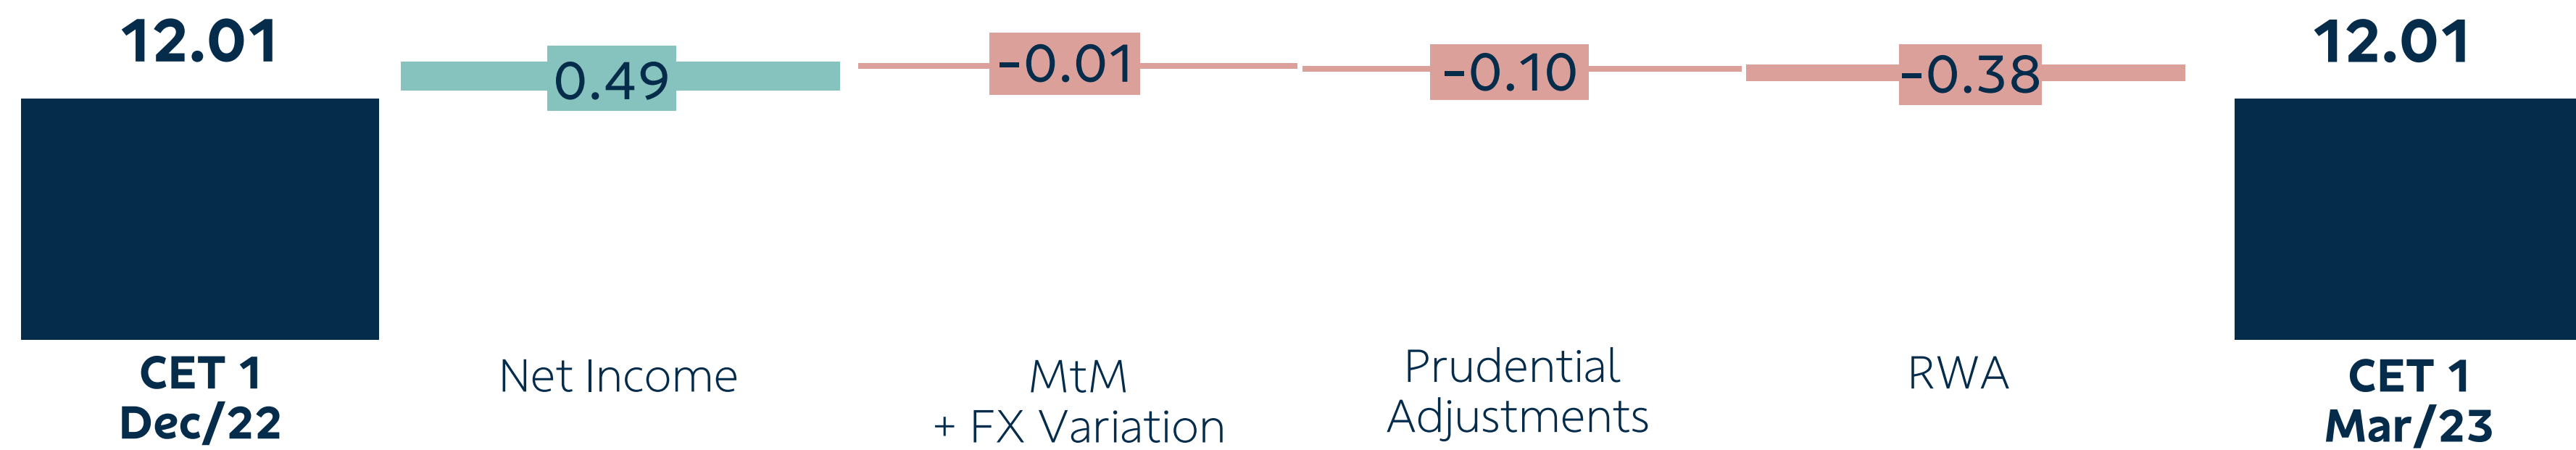 12.01
0.49
-0.01
-0.10
-0.38
12.01
CET 1
Dec/22
Net Income
MtM
+ FX Variation
Prudential
Adjustments
RWA
CET 1
Mar/23